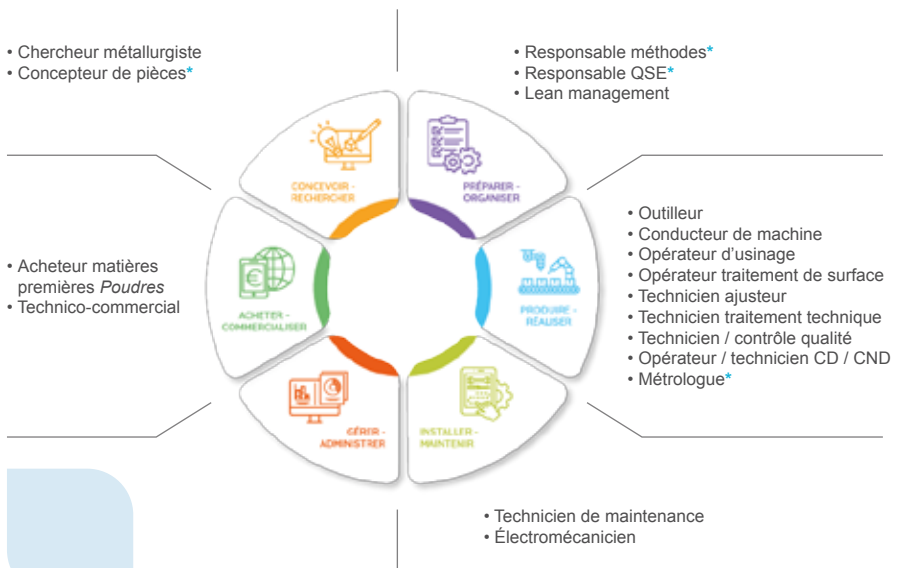 • Chercheur métallurgiste
• Concepteur de pièces*
• Responsable méthodes*
• Responsable QSE*
• Lean management
CONCEVOIR -
RECHERCHER
PRÉPARER -
ORGANISER
• Acheteur matières
premières Poudres
• Technico-commercial
ACHETER -
COMMERCIALISER
PRODUIRE -
RÉALISER
• Outilleur
• Conducteur de machine
• Opérateur d'usinage
• Opérateur traitement de surface
• Technicien ajusteur
• Technicien traitement technique
• Technicien / contrôle qualité
• Opérateur / technicien CD / CND
• Métrologue*
GÉRER -
ADMINISTRER
INSTALLER -
MAINTENIR
• Technicien de maintenance
• Électromécanicien